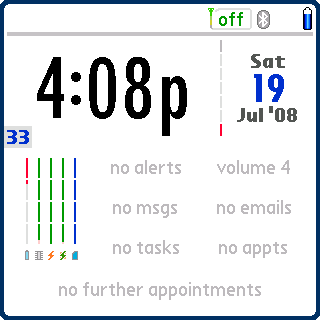 off
4:08p
Sat
19
Jul '08
33
no alerts volume 4
no msgs no emails
no tasks no appts
no further appointments